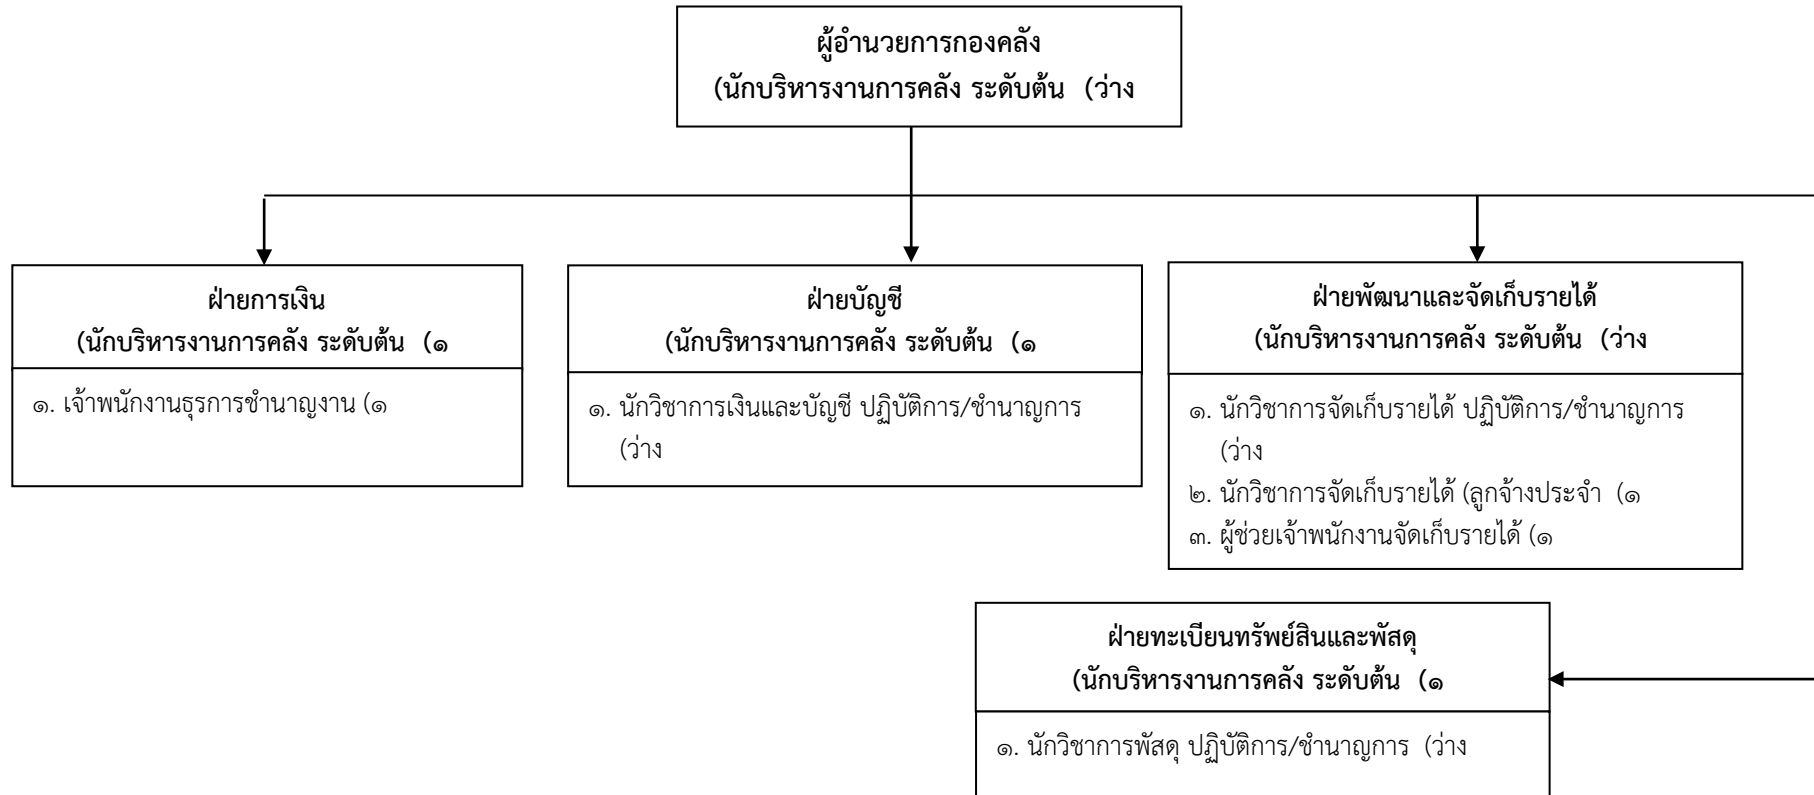 ผู้อำนวยการกองคลัง
(นักบริหารงานการคลัง ระดับต้น (ว่าง
ฝ่ายการเงิน
(นักบริหารงานการคลัง ระดับต้น (๑
๑. เจ้าพนักงานธุรการชำนาญงาน (๑
ฝ่ายบัญชี
(นักบริหารงานการคลัง ระดับต้น (๑
๑. นักวิชาการเงินและบัญชี ปฏิบัติการ/ชำนาญการ
(ว่าง
ฝ่ายพัฒนาและจัดเก็บรายได้
(นักบริหารงานการคลัง ระดับต้น (ว่าง
๑. นักวิชาการจัดเก็บรายได้ ปฏิบัติการ/ชำนาญการ
(ว่าง
๒. นักวิชาการจัดเก็บรายได้ (ลูกจ้างประจำ (๑
๓. ผู้ช่วยเจ้าพนักงานจัดเก็บรายได้ (๑
ฝ่ายทะเบียนทรัพย์สินและพัสดุ
(นักบริหารงานการคลัง ระดับต้น (๑
๑. นักวิชาการพัสดุ ปฏิบัติการ/ชำนาญการ (ว่าง